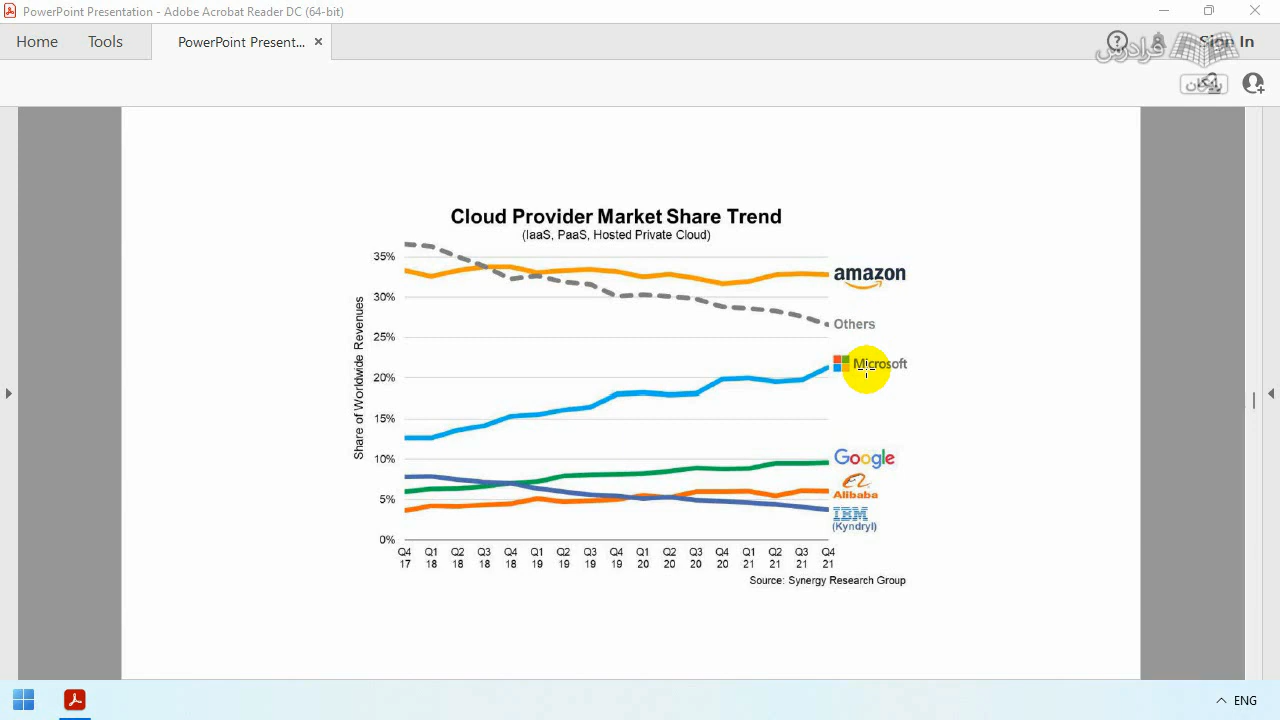 PowerPoint Presentation - Adobe Acrobat Reader DC (64-bit)
Home
Tools
PowerPoint Present...
Sign In
فرادرس
رایگان
Cloud Provider Market Share Trend
(IaaS, PaaS, Hosted Private Cloud)
Share of Worldwide Revenues
35%
30%
25%
20%
15%
10%
5%
0%
amazon
Others
Microsoft
Google
Alibaba
IBM
(Kyndryl)
Q4 Q1 Q2 Q3 Q4 Q1 Q2 Q3 Q4 Q1 Q2 Q3 Q4 Q1 Q2 Q3 Q4
17 18 18 18 18 19 19 19 19 20 20 20 20 21 21 21 21
Source: Synergy Research Group
ENG